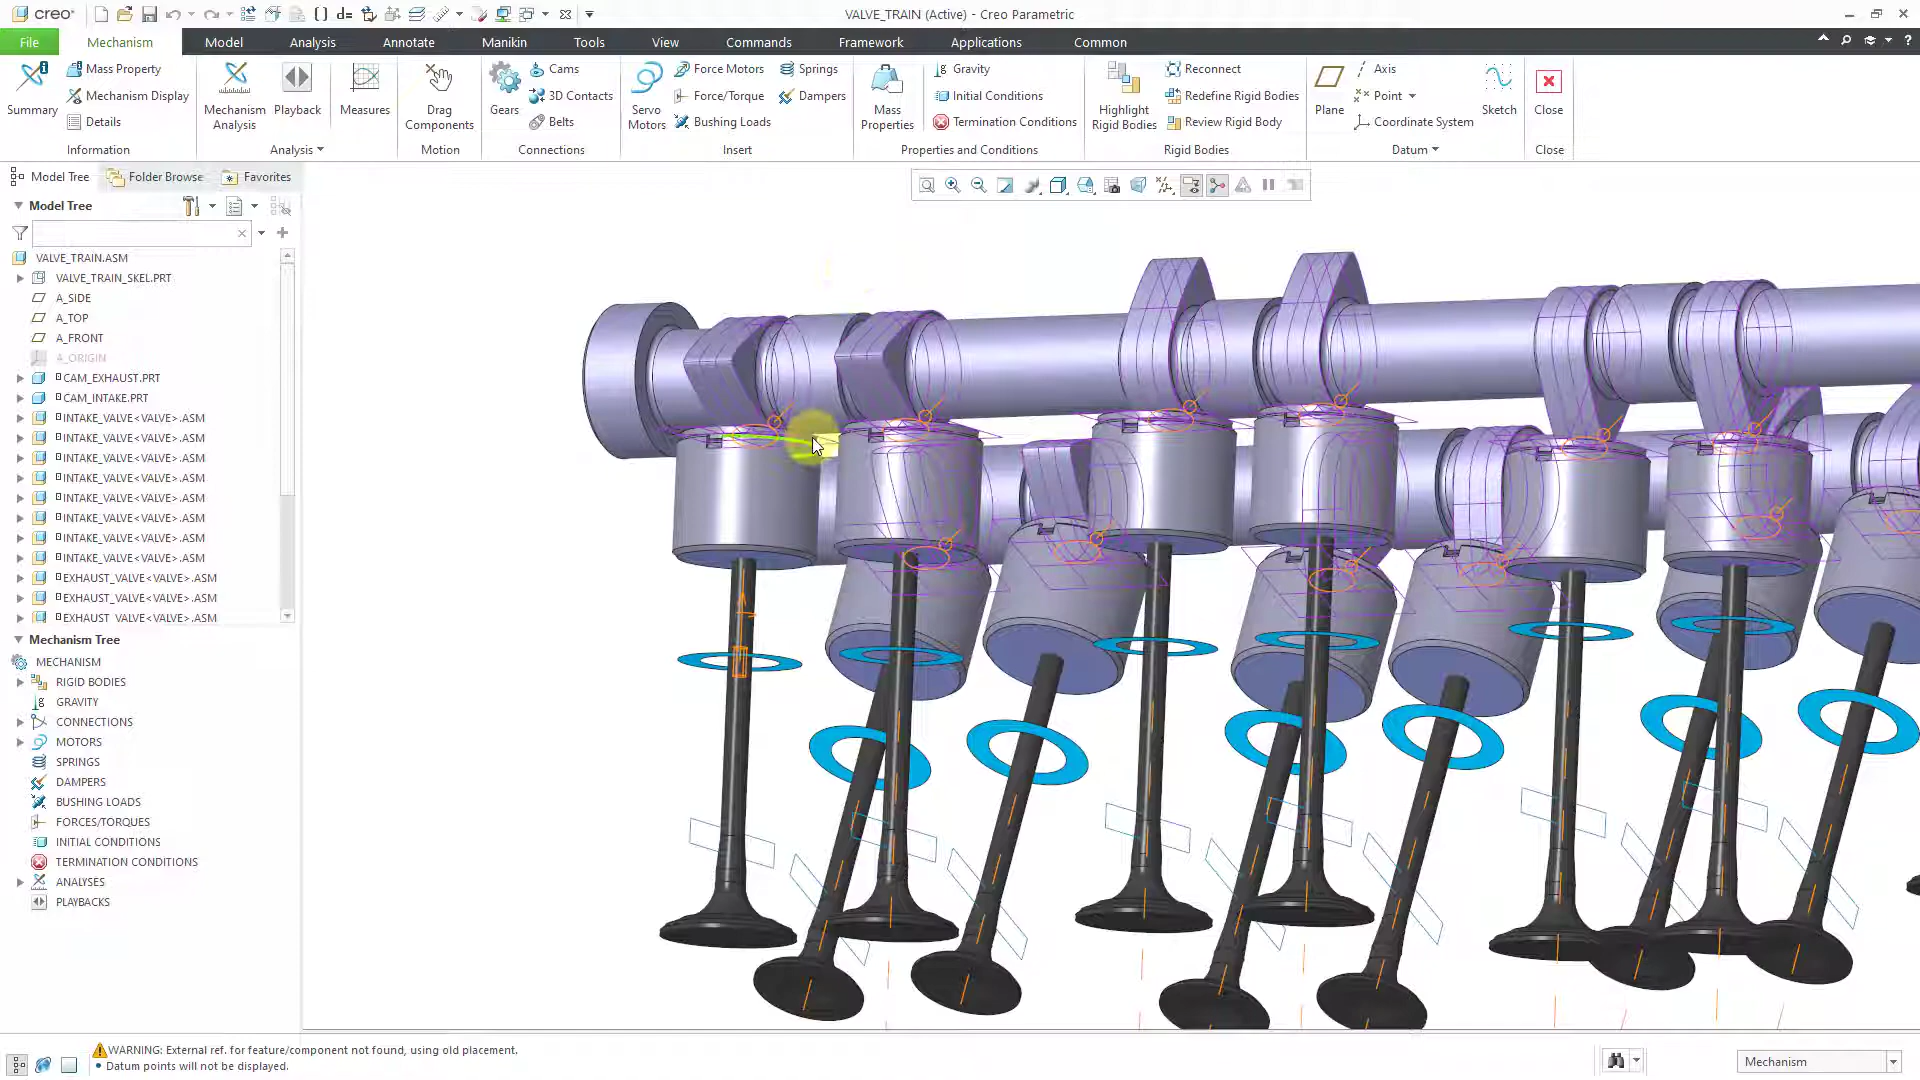 creo°
VALVE_TRAIN (Active) - Creo Parametric
File
Mechanism
Model
Analysis
Annotate
Manikin
Tools
View
Commands
Framework
Applications
Common
Summary
Mass Property
Mechanism Display
Details
Information
Mechanism
Analysis
Playback
Measures
Analysis
Drag
Components
Motion
Gears
Cams
3D Contacts
Belts
Connections
Servo
Motors
Force Motors
Force/Torque
Bushing Loads
Springs
Dampers
Insert
Mass
Properties
Gravity
Initial Conditions
Termination Conditions
Properties and Conditions
Highlight
Rigid Bodies
Reconnect
Redefine Rigid Bodies
Review Rigid Body
Rigid Bodies
Plane
Axis
Point
Coordinate System
Sketch
Datum
Close
Close
Model Tree
Folder Browse
Favorites
Model Tree
VALVE_TRAIN.ASM
VALVE_TRAIN_SKEL.PRT
A_SIDE
A_TOP
A_FRONT
A_ORIGIN
CAM_EXHAUST.PRT
CAM_INTAKE.PRT
INTAKE_VALVE<VALVE>.ASM
INTAKE_VALVE<VALVE>.ASM
INTAKE_VALVE<VALVE>.ASM
INTAKE_VALVE<VALVE>.ASM
INTAKE_VALVE<VALVE>.ASM
INTAKE_VALVE<VALVE>.ASM
INTAKE_VALVE<VALVE>.ASM
INTAKE_VALVE<VALVE>.ASM
EXHAUST_VALVE<VALVE>.ASM
EXHAUST_VALVE<VALVE>.ASM
EXHAUST_VALVE<VALVE>.ASM
Mechanism Tree
MECHANISM
RIGID BODIES
GRAVITY
CONNECTIONS
MOTORS
SPRINGS
DAMPERS
BUSHING LOADS
FORCES/TORQUES
INITIAL CONDITIONS
TERMINATION CONDITIONS
ANALYSES
PLAYBACKS
WARNING: External ref. for feature/component not found, using old placement.
• Datum points will not be displayed.
Mechanism